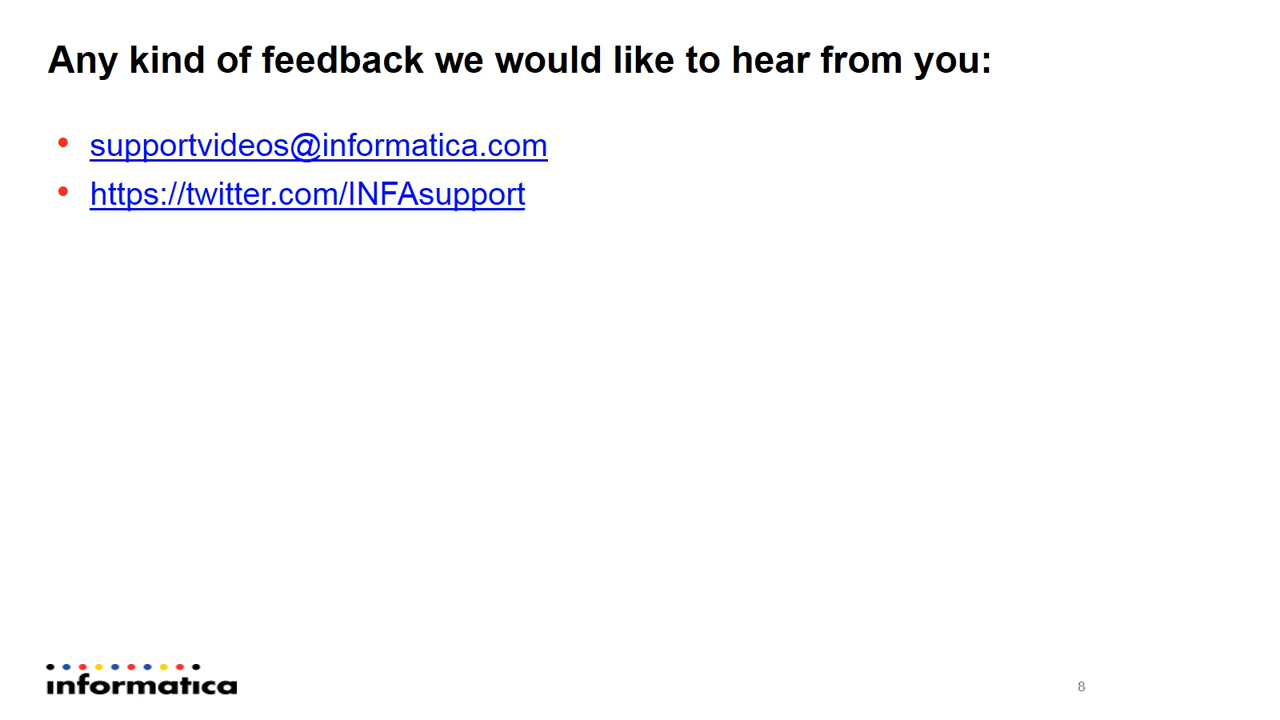 Any kind of feedback we would like to hear from you:
• supportvideos@informatica.com
• https://twitter.com/INFAsupport
informatica
8